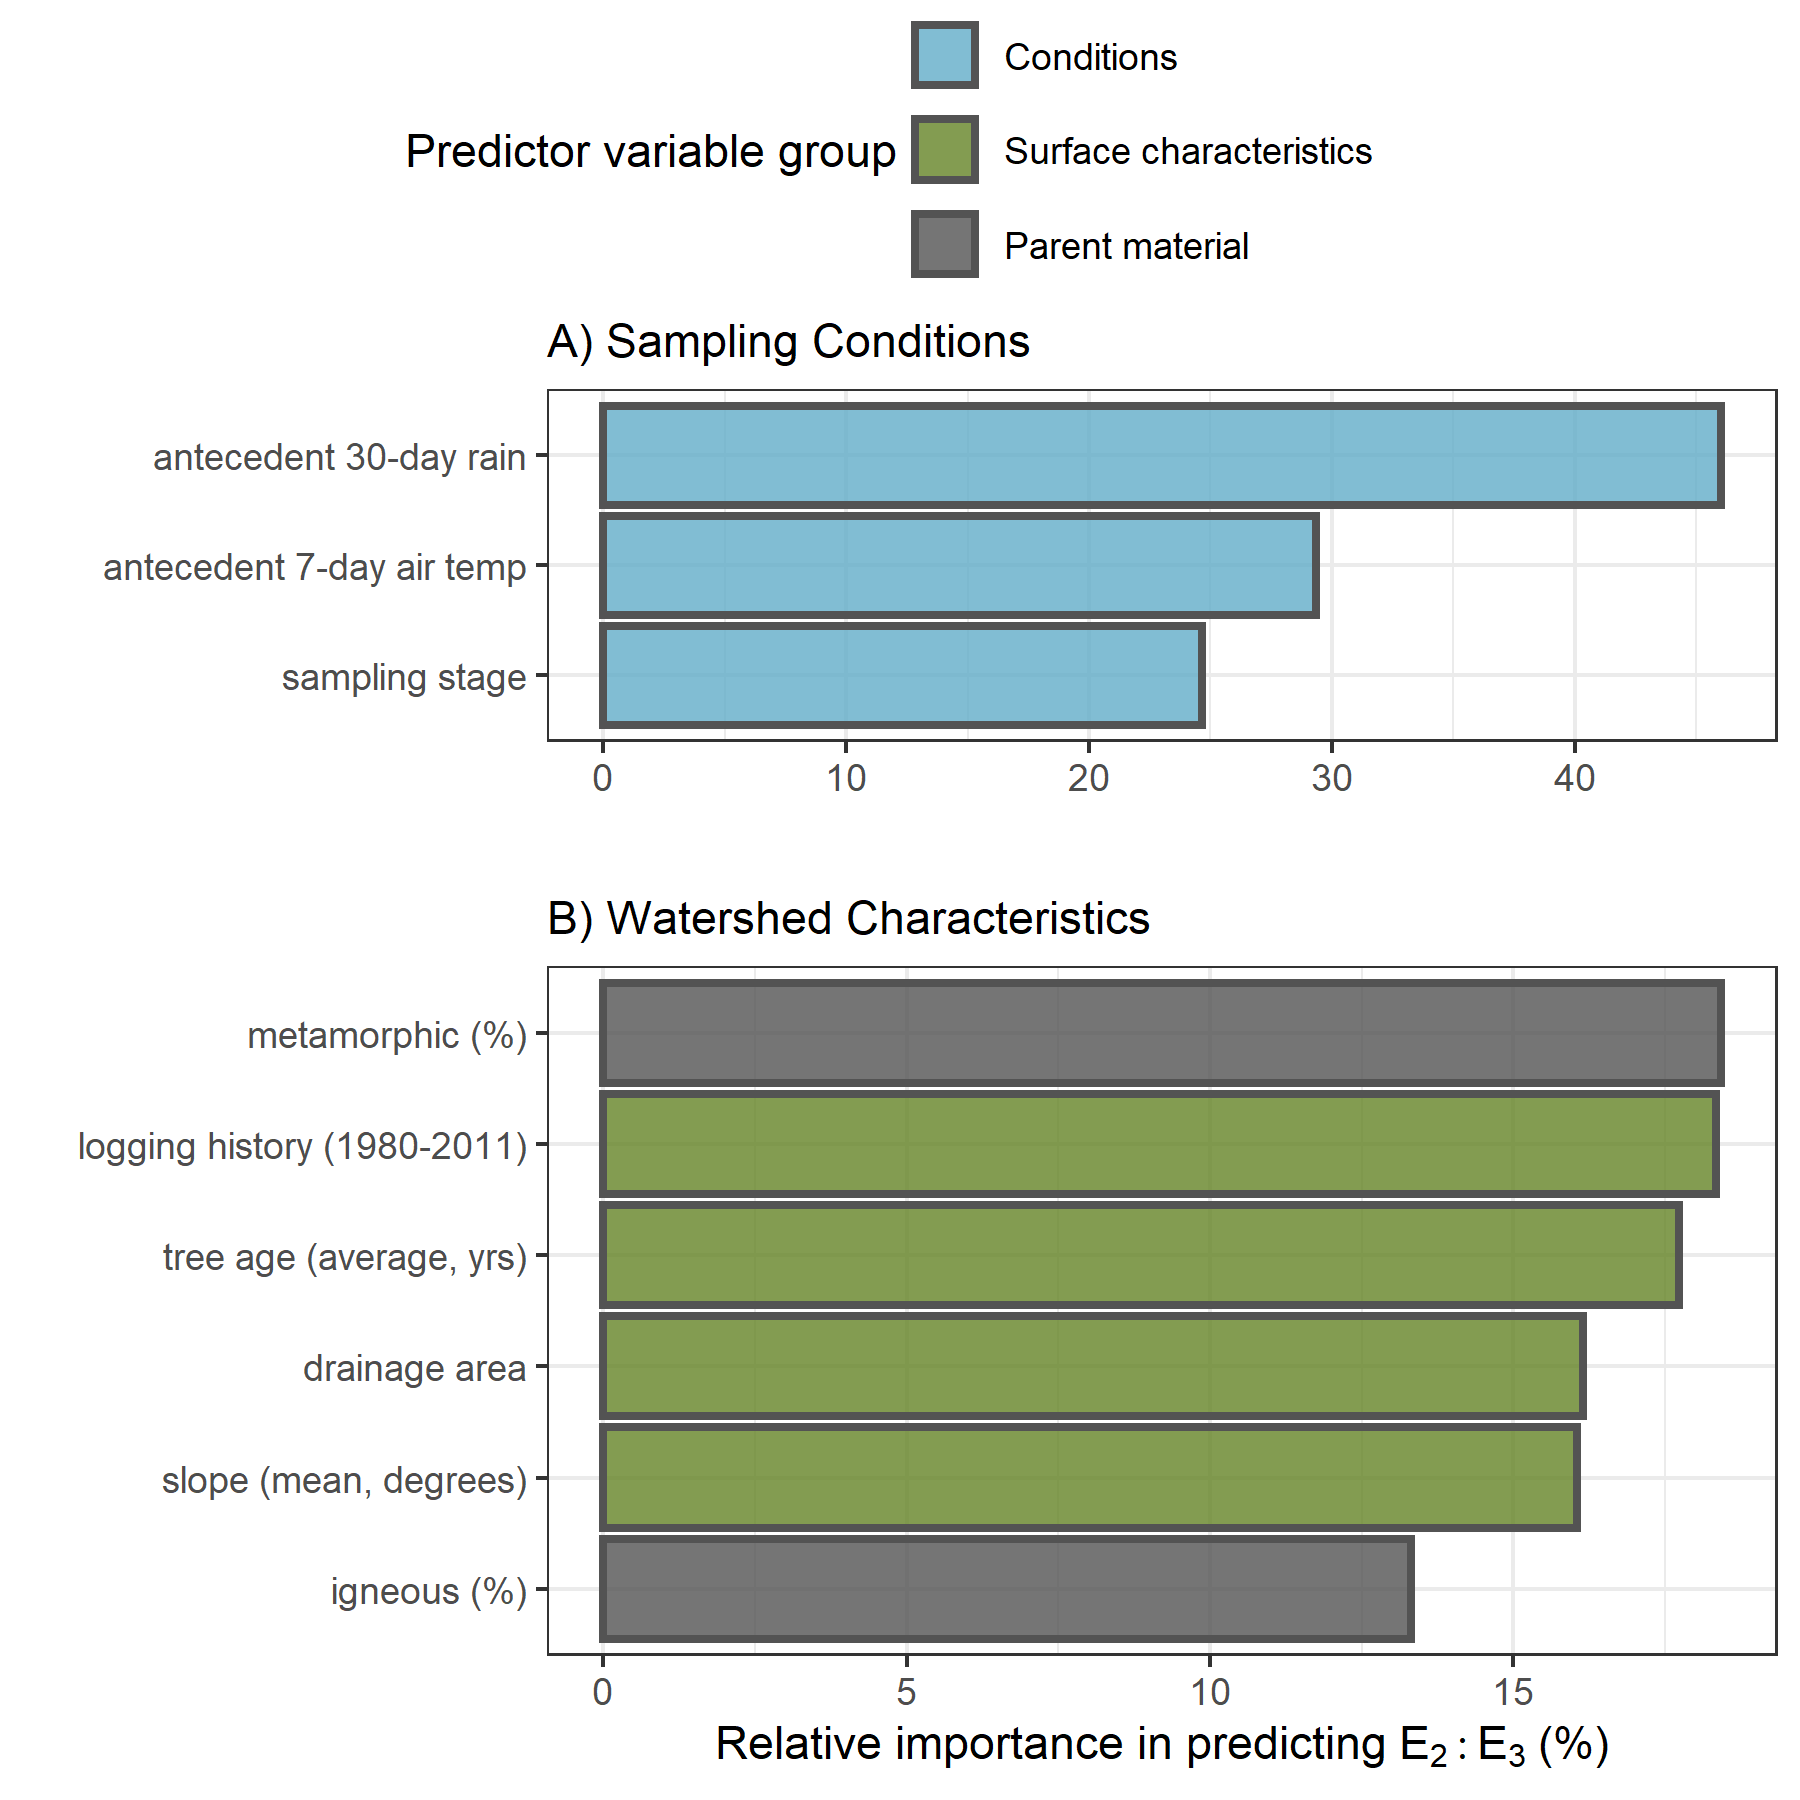 Conditions
Predictor variable group
Surface characteristics
Parent material
A) Sampling Conditions
antecedent 30-day rain
antecedent 7-day air temp
sampling stage
0 10 20 30 40
B) Watershed Characteristics
metamorphic (%)
logging history (1980-2011)
tree age (average, yrs)
drainage area
slope (mean, degrees)
igneous (%)
0 5 10 15
Relative importance in predicting E₂:E₃ (%)